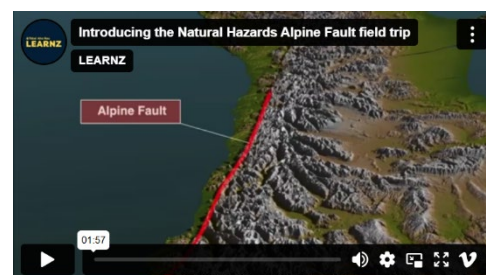 Introducing the Natural Hazards Alpine Fault field trip
LEARNZ
LEARNZ
Alpine Fault
01:57